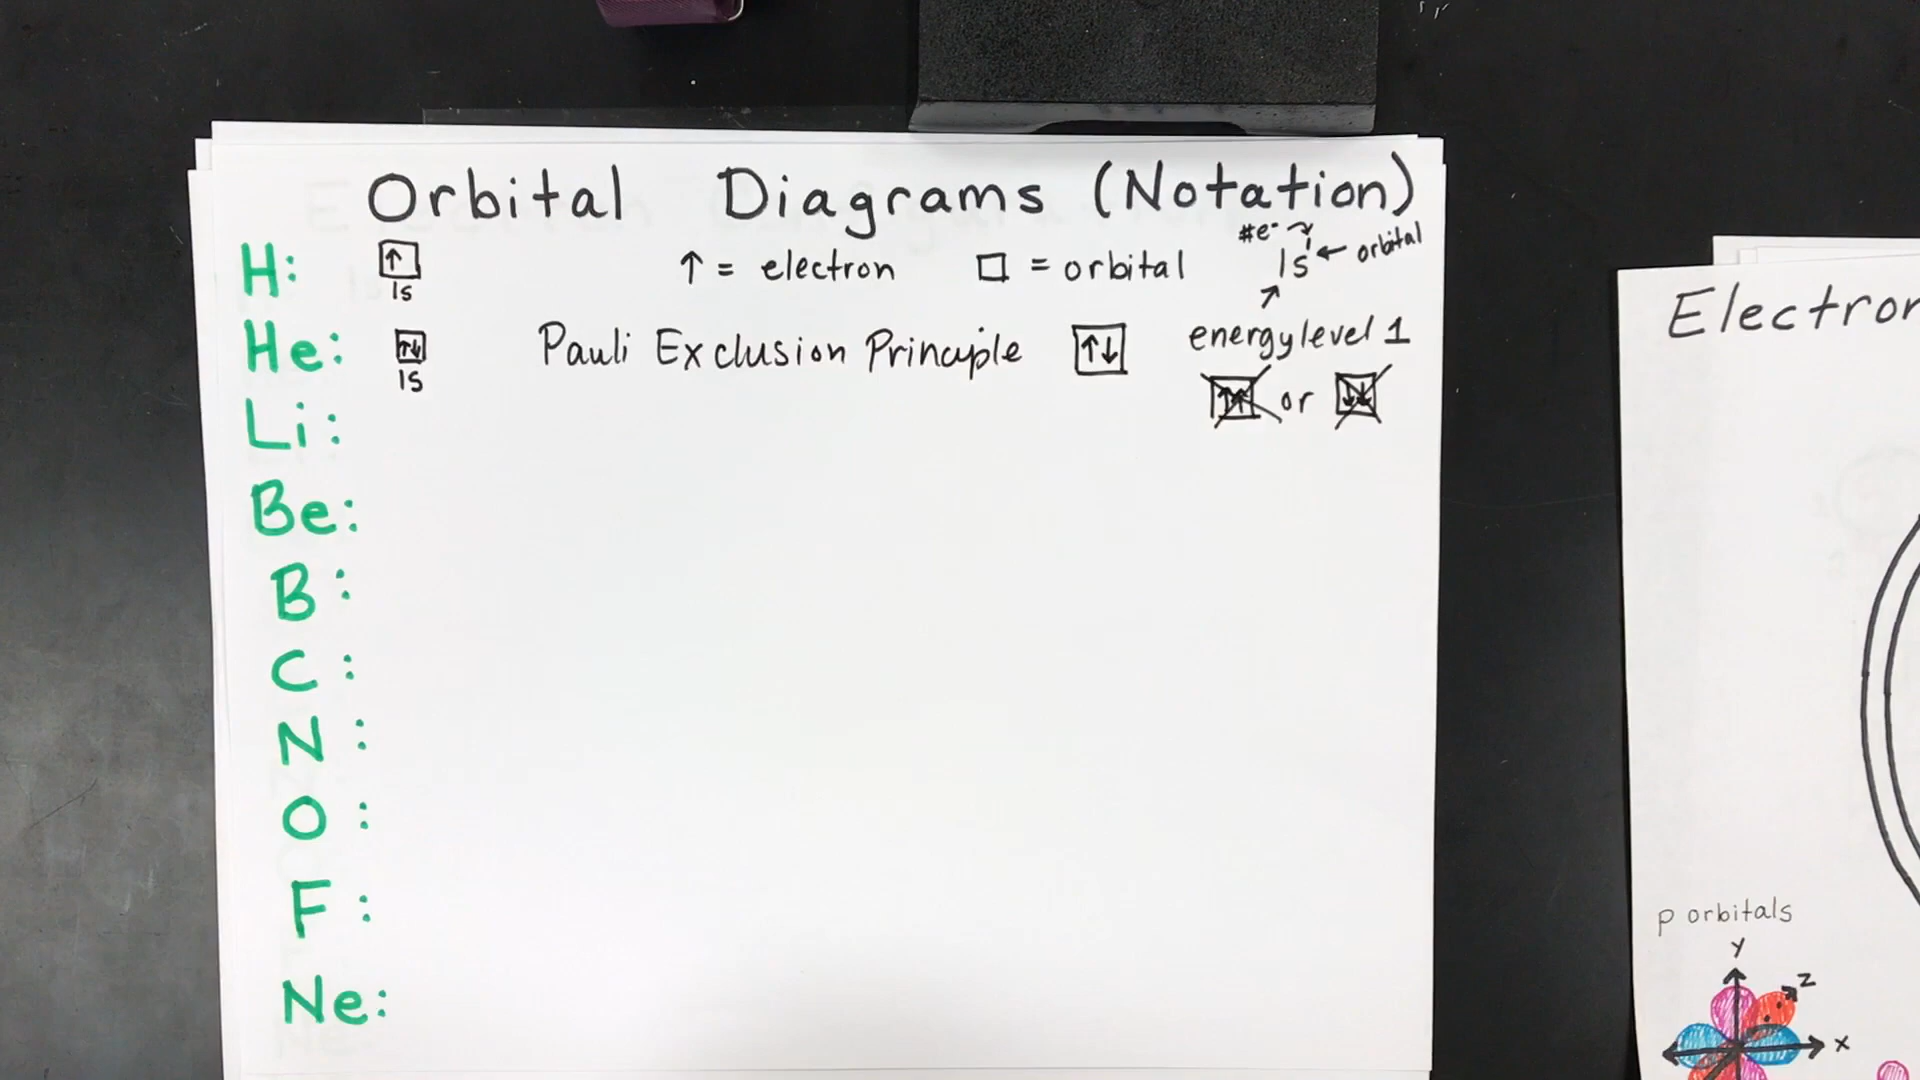 Orbital Diagrams (Notation)
H: ↑ ↑ = electron □ = orbital #e- 1s¹ ← orbital
1s
He: ↑↓ Pauli Exclusion Principle ↑↓ energy level 1
1s
↑↑ or ↓↓
Li:
Be:
B:
C:
N:
O:
F:
Ne:
Electron
p orbitals
y
z
x